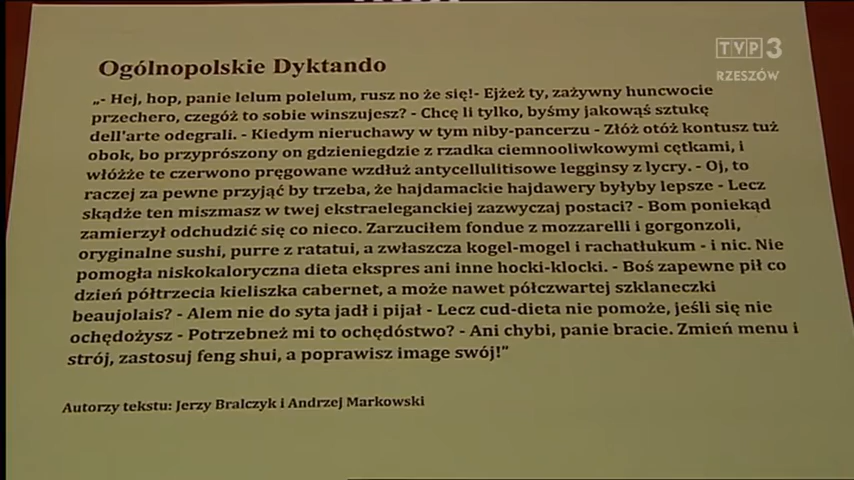 TVP3
RZESZÓW
Ogólnopolskie Dyktando
„- Hej, hop, panie lelum polelum, rusz no że się!- Ejżeż ty, zażywny huncwocie
przechero, czegóż to sobie winszujesz? - Chcę li tylko, byśmy jakowąś sztukę
dell'arte odegrali. - Kiedym nieruchawy w tym niby-pancerzu - Złóż otóż kontusz tuż
obok, bo przyprószony on gdzieniegdzie z rzadka ciemnooliwkowymi cętkami, i
włóżże te czerwono pręgowane wzdłuż antycellulitisowe legginsy z lycry. - Oj, to
raczej za pewne przyjąć by trzeba, że hajdamackie hajdawery byłyby lepsze - Lecz
skądże ten miszmasz w twej ekstraeleganckiej zazwyczaj postaci? - Bom poniekąd
zamierzył odchudzić się co nieco. Zarzuciłem fondue z mozzarelli i gorgonzoli,
oryginalne sushi, purre z ratatui, a zwłaszcza kogel-mogel i rachatłukum - i nic. Nie
pomogła niskokaloryczna dieta ekspres ani inne hocki-klocki. - Boś zapewne pił co
dzień półtrzecia kieliszka cabernet, a może nawet półczwartej szklaneczki
beaujolais? - Alem nie do syta jadł i pijał - Lecz cud-dieta nie pomoże, jeśli się nie
ochędożysz - Potrzebneż mi to ochędóstwo? - Ani chybi, panie bracie. Zmień menu i
strój, zastosuj feng shui, a poprawisz image swój!"
Autorzy tekstu: Jerzy Bralczyk i Andrzej Markowski